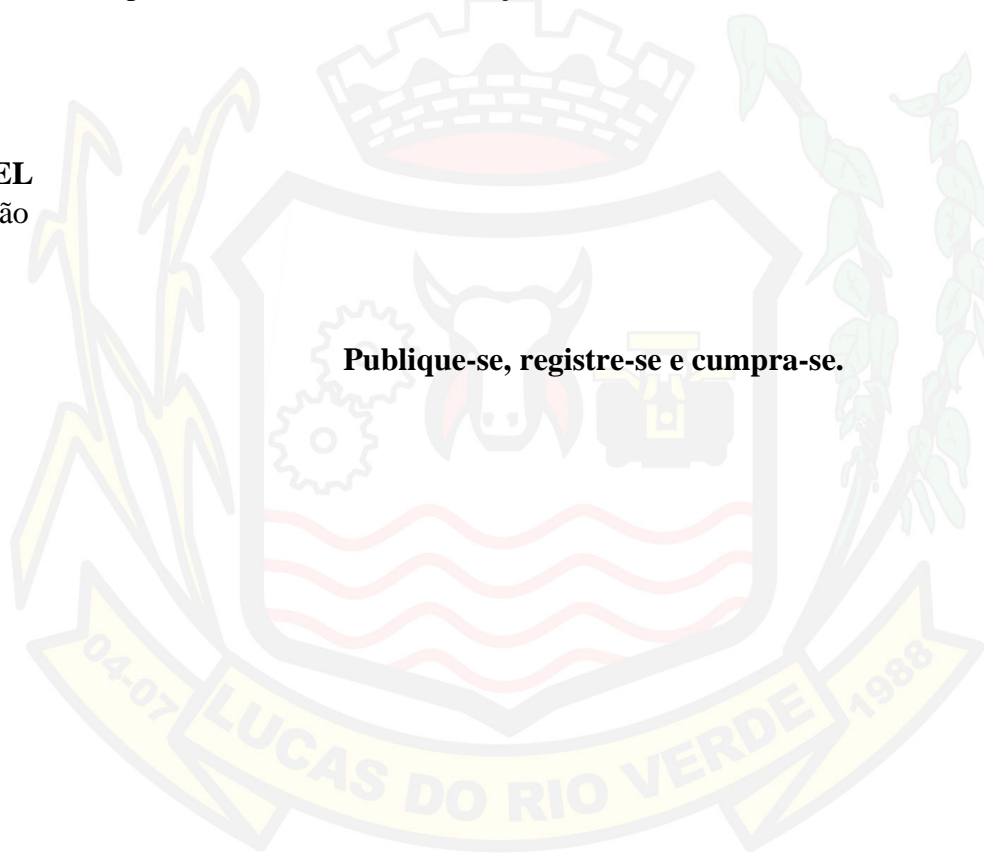 EL
ão
Publique-se, registre-se e cumpra-se.
04-07
LUCAS DO RIO VERDE
1988